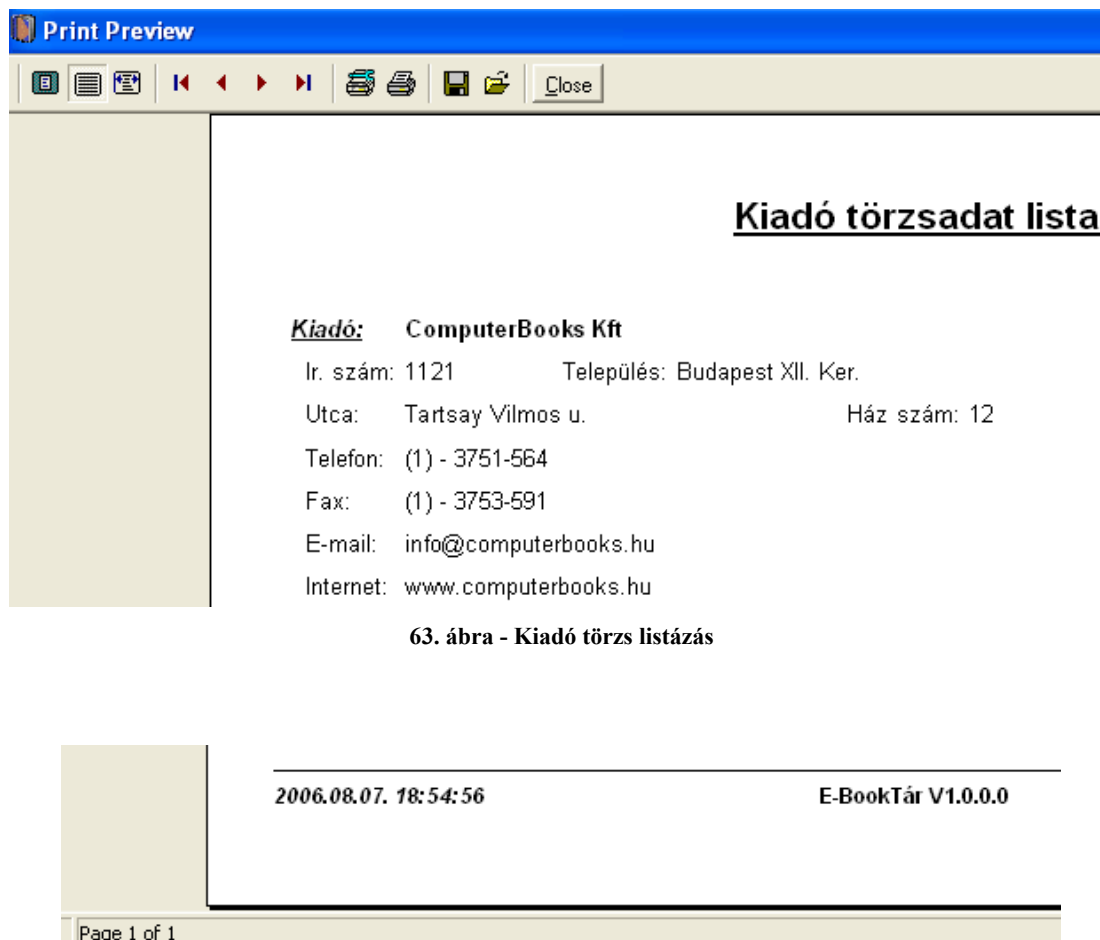 Print Preview
Close
Kiadó törzsadat lista
Kiadó: ComputerBooks Kft
Ir. szám: 1121 Település: Budapest XII. Ker.
Utca: Tartsay Vilmos u. Ház szám: 12
Telefon: (1) - 3751-564
Fax: (1) - 3753-591
E-mail: info@computerbooks.hu
Internet: www.computerbooks.hu
63. ábra - Kiadó törzs listázás
2006.08.07. 18:54:56 E-BookTár V1.0.0.0
Page 1 of 1